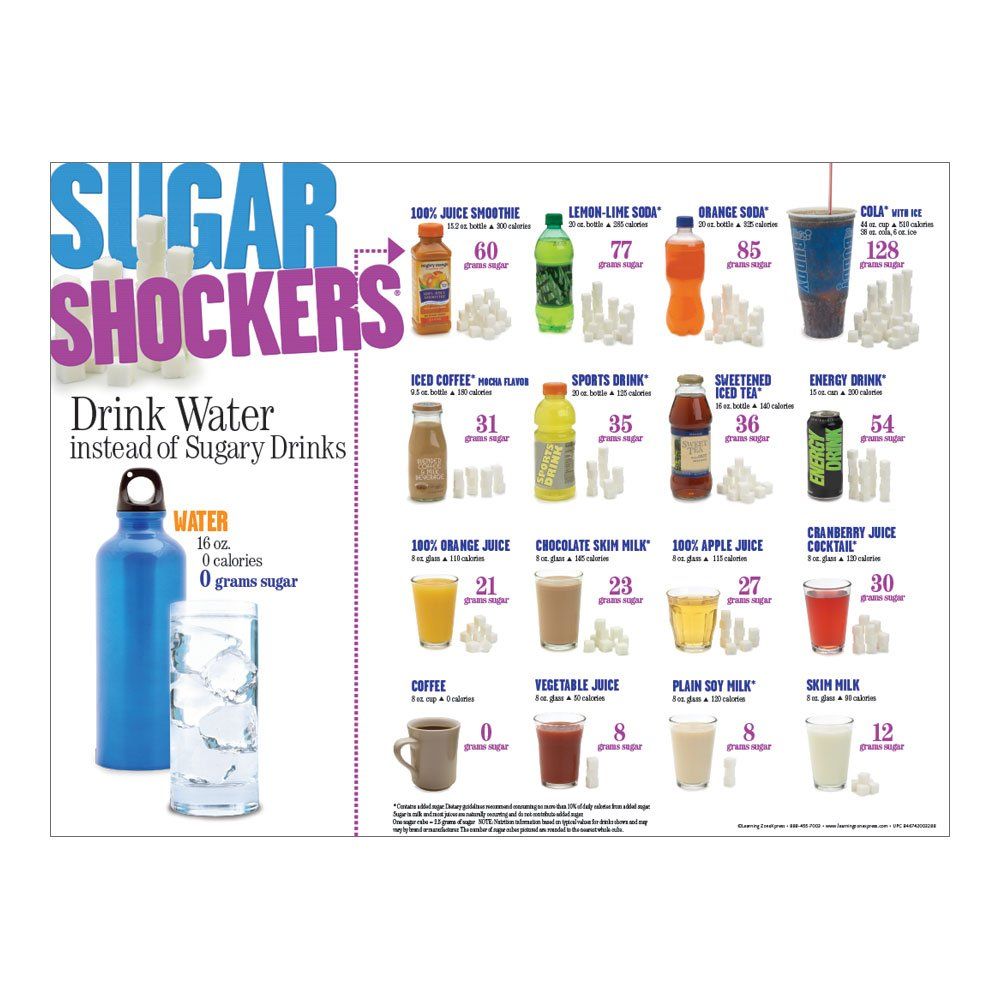 SUGAR
SHOCKERS®
Drink Water
instead of Sugary Drinks
WATER
16 oz.
0 calories
0 grams sugar
100% JUICE SMOOTHIE
15.2 oz. bottle ▲ 300 calories
60
grams sugar
LEMON-LIME SODA*
20 oz. bottle ▲ 285 calories
77
grams sugar
ORANGE SODA*
20 oz. bottle ▲ 325 calories
85
grams sugar
COLA* WITH ICE
44 oz. cup ▲ 510 calories
38 oz. cola, 6 oz. ice
128
grams sugar
ICED COFFEE* MOCHA FLAVOR
9.5 oz. bottle ▲ 180 calories
31
grams sugar
BLENDED
COFFEE
& MILK
BEVERAGE
SPORTS DRINK*
20 oz. bottle ▲ 125 calories
35
grams sugar
SPORTS
DRINK
SWEETENED
ICED TEA*
16 oz. bottle ▲ 140 calories
36
grams sugar
SWEET
TEA
ENERGY DRINK*
15 oz. can ▲ 200 calories
54
grams sugar
ENERGY
DRINK
100% ORANGE JUICE
8 oz. glass ▲ 110 calories
21
grams sugar
CHOCOLATE SKIM MILK*
8 oz. glass ▲ 145 calories
23
grams sugar
100% APPLE JUICE
8 oz. glass ▲ 115 calories
27
grams sugar
CRANBERRY JUICE
COCKTAIL*
8 oz. glass ▲ 120 calories
30
grams sugar
COFFEE
8 oz. cup ▲ 0 calories
0
grams sugar
VEGETABLE JUICE
8 oz. glass ▲ 50 calories
8
grams sugar
PLAIN SOY MILK*
8 oz. glass ▲ 120 calories
8
grams sugar
SKIM MILK
8 oz. glass ▲ 90 calories
12
grams sugar
*Contains added sugar. Dietary guidelines recommend consuming no more than 10% of daily calories from added sugar.
Sugar in milk and most juices are naturally occurring and do not contribute added sugar.
One sugar cube = 2.5 grams of sugar NOTE: Nutrition information based on typical values for drinks shown and may
vary by brand or manufacturer. The number of sugar cubes pictured are rounded to the nearest whole cube.
©Learning ZoneXpress • 888-455-7003 • www.learningzonexpress.com • UPC 846742003288